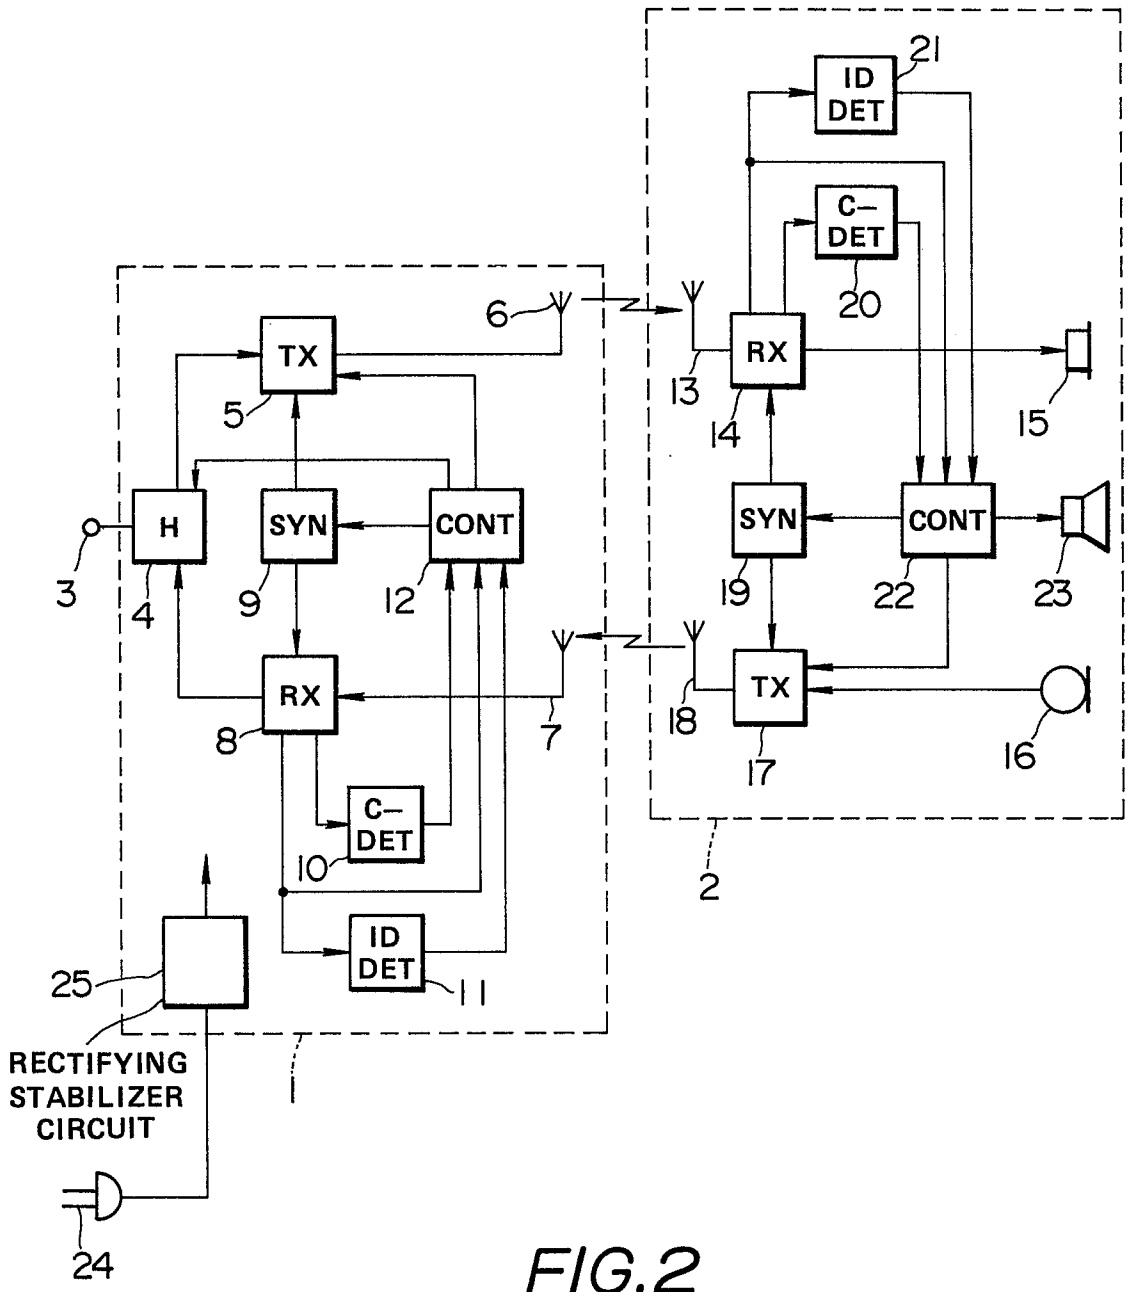 21
ID
DET
C—
DET
20
6
TX
5
13
RX
14
15
H
SYN
CONT
3
4
9
12
SYN
CONT
19
22
23
RX
8
7
18
TX
17
16
C—
DET
10
2
ID
DET
11
25
RECTIFYING
STABILIZER
CIRCUIT
1
24
FIG.2